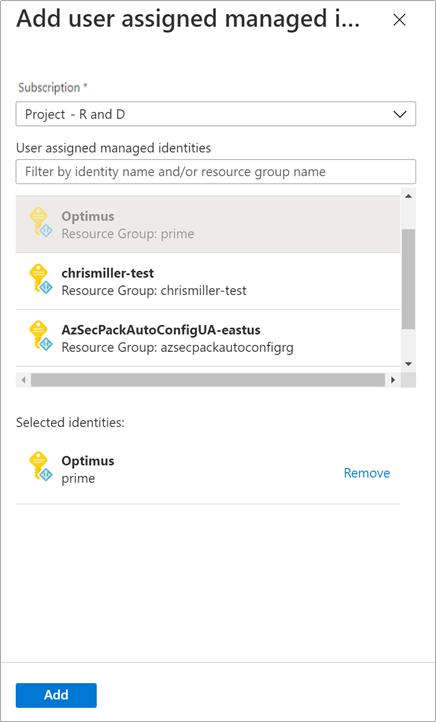 Add user assigned managed i...
Subscription *
Project - R and D
User assigned managed identities
Filter by identity name and/or resource group name
Optimus
Resource Group: prime
chrismiller-test
Resource Group: chrismiller-test
AzSecPackAutoConfigUA-eastus
Resource Group: azsecpackautoconfigrg
Selected identities:
Optimus
prime
Remove
Add